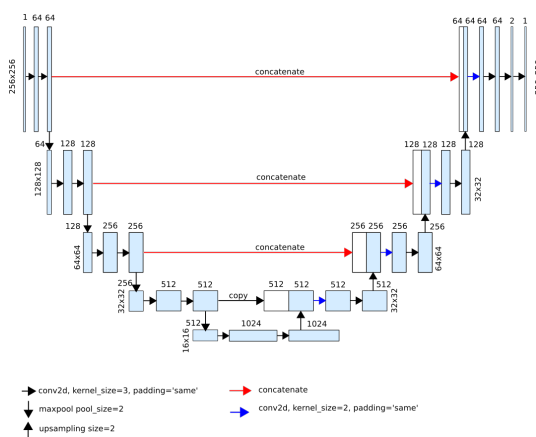 1 64 64
64 64 64 64 2 1
256x256
concatenate
64 128 128
128 128 128 128
128x128
concatenate
32x32
128 256 256
256 256 256 256
64x64
concatenate
64x64
256 512 512
512 512 512 512
32x32
copy
32x32
512 1024 1024
16x16
conv2d, kernel_size=3, padding='same'
concatenate
maxpool pool_size=2
conv2d, kernel_size=2, padding='same'
upsampling size=2